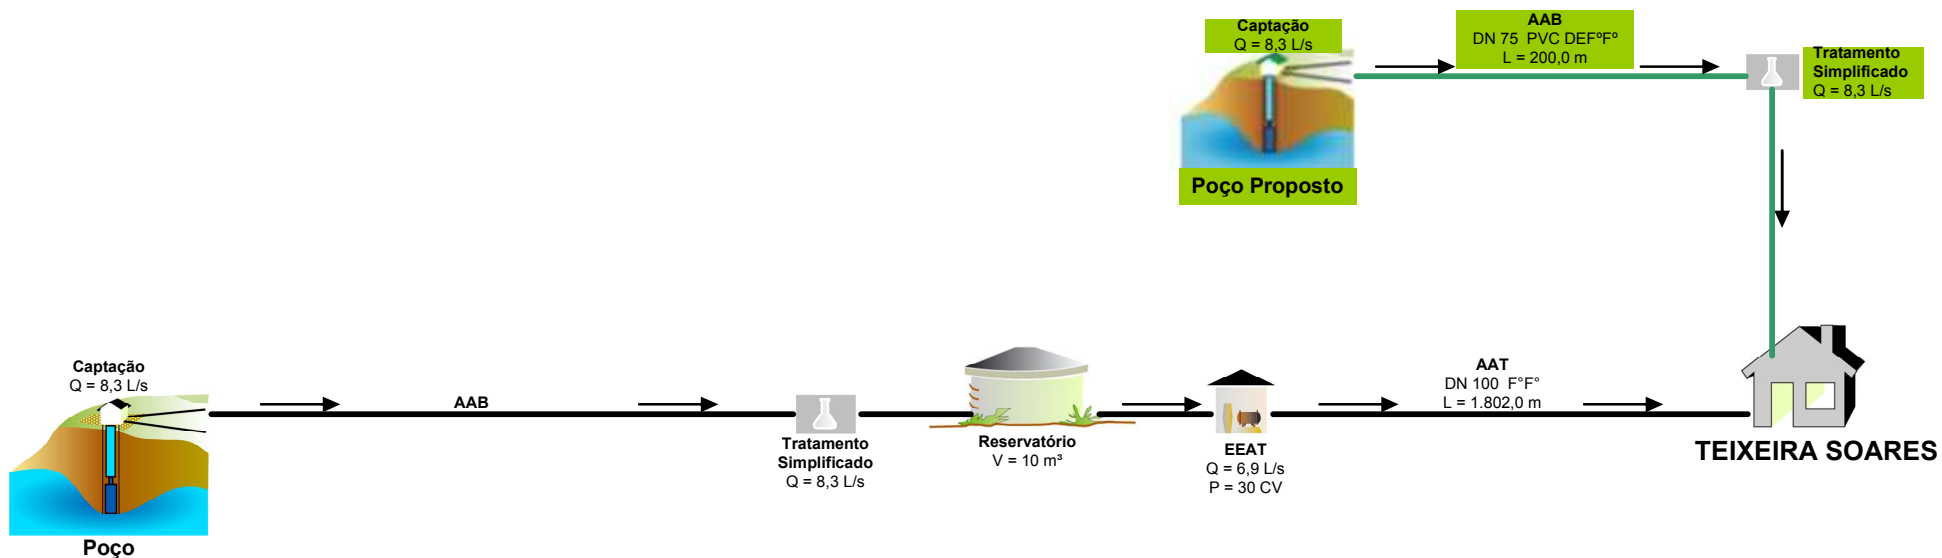 Captação
Q = 8,3 L/s
AAB
DN 75  PVC DEFºFº
L = 200,0 m
Tratamento
Simplificado
Q = 8,3 L/s
Poço Proposto
Captação
Q = 8,3 L/s
AAB
Tratamento
Simplificado
Q = 8,3 L/s
Reservatório
V = 10 m³
EEAT
Q = 6,9 L/s
P = 30 CV
AAT
DN 100  F°F°
L = 1.802,0 m
TEIXEIRA SOARES
Poço